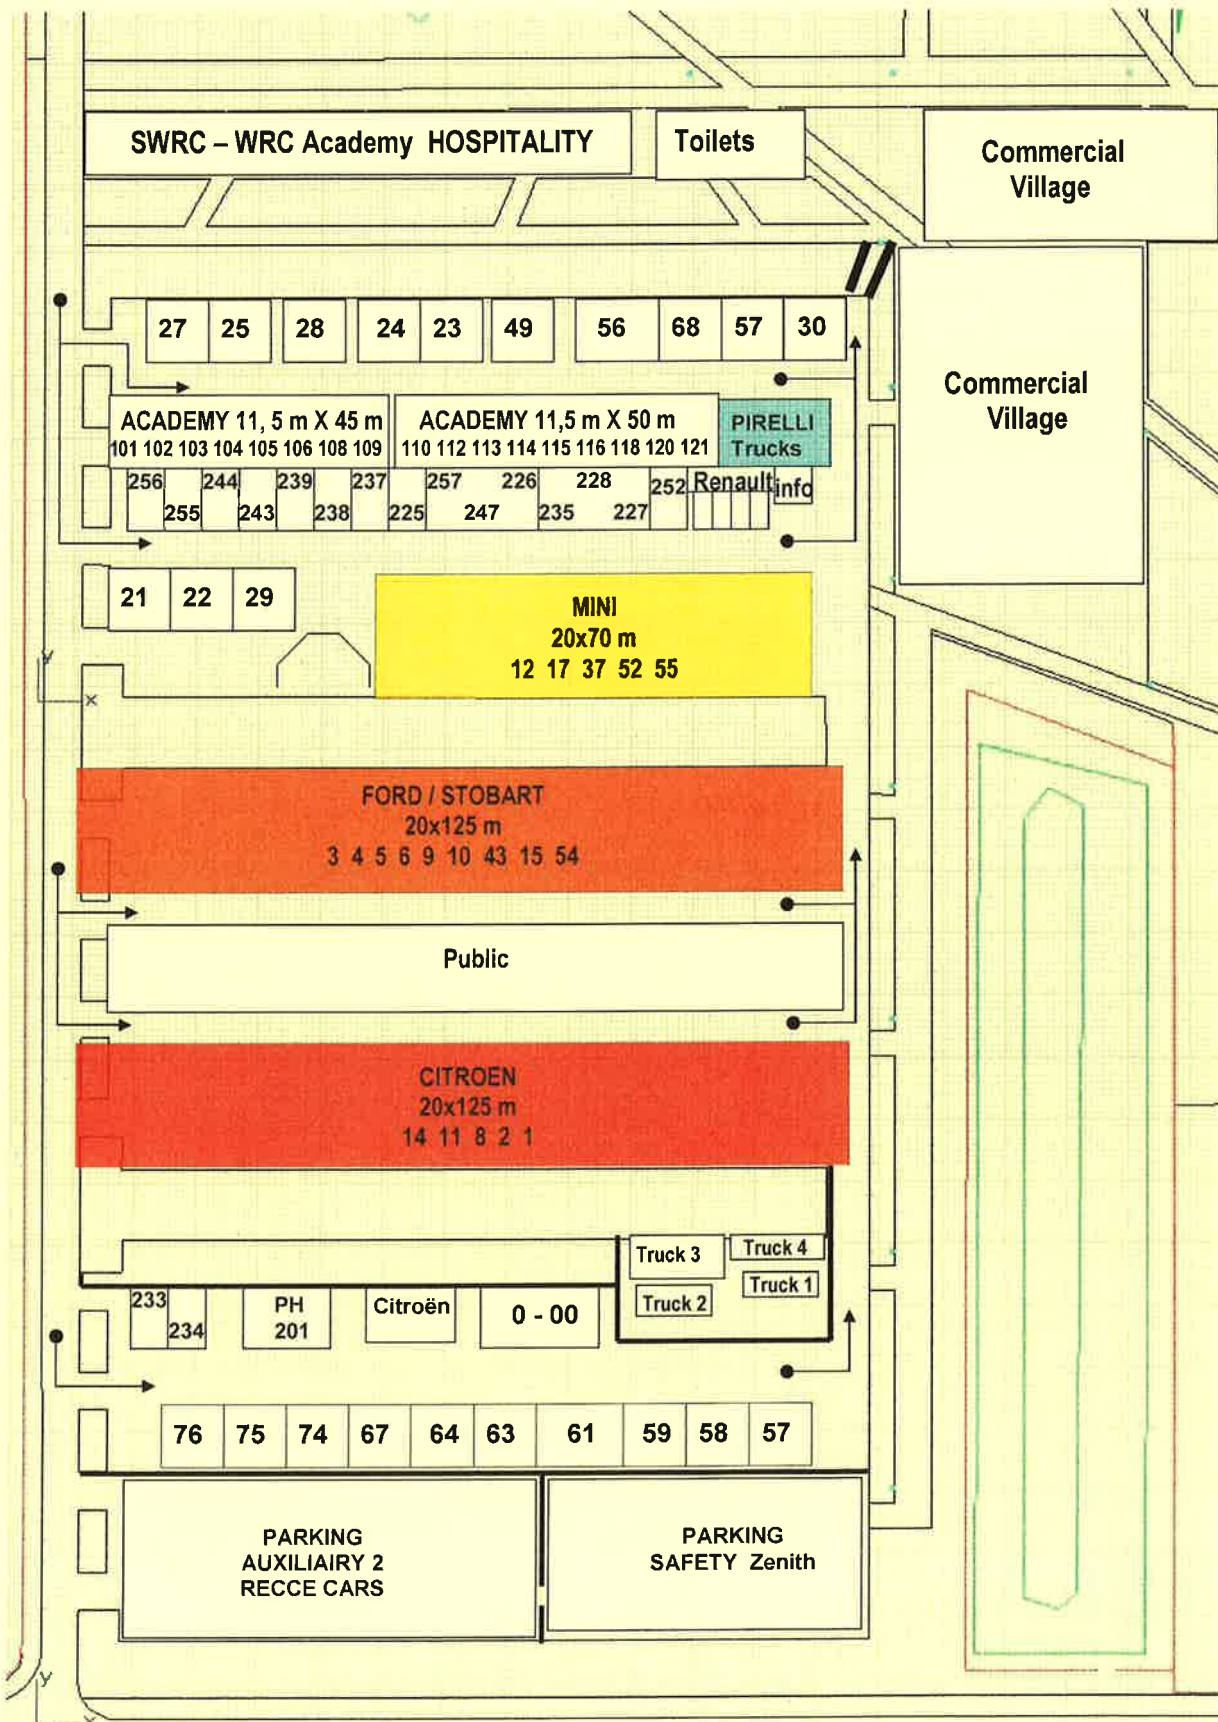 SWRC – WRC Academy HOSPITALITY
Toilets
Commercial
Village
27 25 28 24 23 49 56 68 57 30
Commercial
Village
ACADEMY 11, 5 m X 45 m
101 102 103 104 105 106 108 109
ACADEMY 11,5 m X 50 m
110 112 113 114 115 116 118 120 121
PIRELLI
Trucks
256 244 239 237 257 226 228 252 Renault info
255 243 238 225 247 235 227
21 22 29
MINI
20x70 m
12 17 37 52 55
y
x
FORD / STOBART
20x125 m
3 4 5 6 9 10 43 15 54
Public
CITROEN
20x125 m
14 11 8 2 1
Truck 3
Truck 4
Truck 2
Truck 1
233
234
PH
201
Citroën
0 - 00
76 75 74 67 64 63 61 59 58 57
PARKING
AUXILIAIRY 2
RECCE CARS
PARKING
SAFETY Zenith
y
x